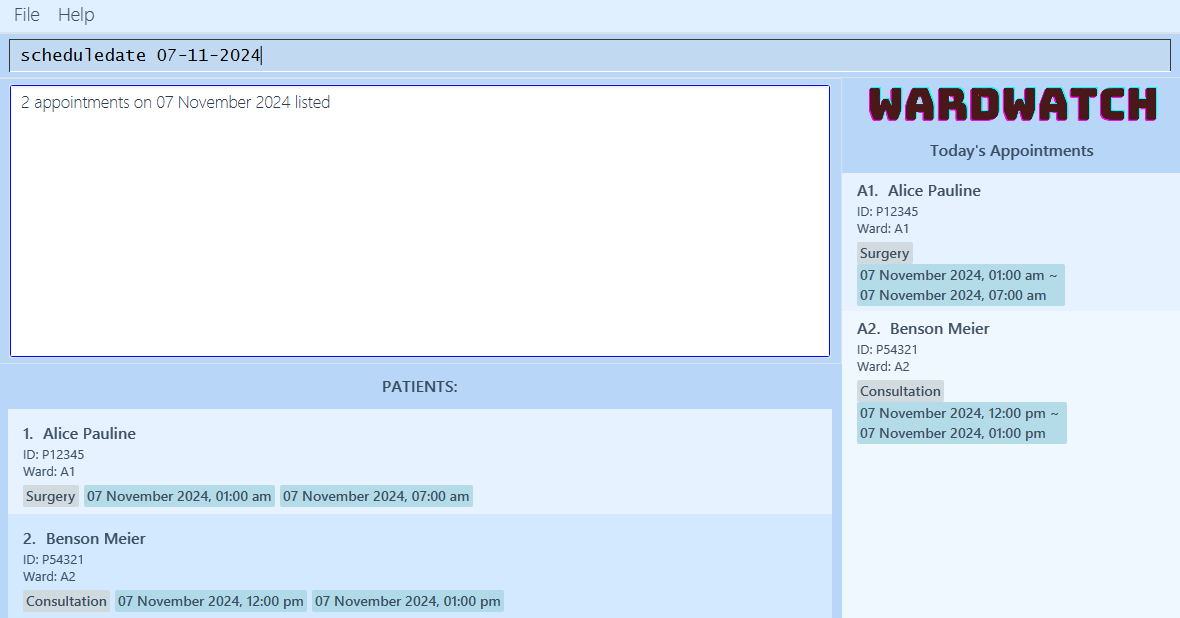 File Help
scheduledate 07-11-2024
2 appointments on 07 November 2024 listed
PATIENTS:
1. Alice Pauline
ID: P12345
Ward: A1
Surgery 07 November 2024, 01:00 am 07 November 2024, 07:00 am
2. Benson Meier
ID: P54321
Ward: A2
Consultation 07 November 2024, 12:00 pm 07 November 2024, 01:00 pm
WARDWATCH
Today's Appointments
A1. Alice Pauline
ID: P12345
Ward: A1
Surgery
07 November 2024, 01:00 am ~
07 November 2024, 07:00 am
A2. Benson Meier
ID: P54321
Ward: A2
Consultation
07 November 2024, 12:00 pm ~
07 November 2024, 01:00 pm